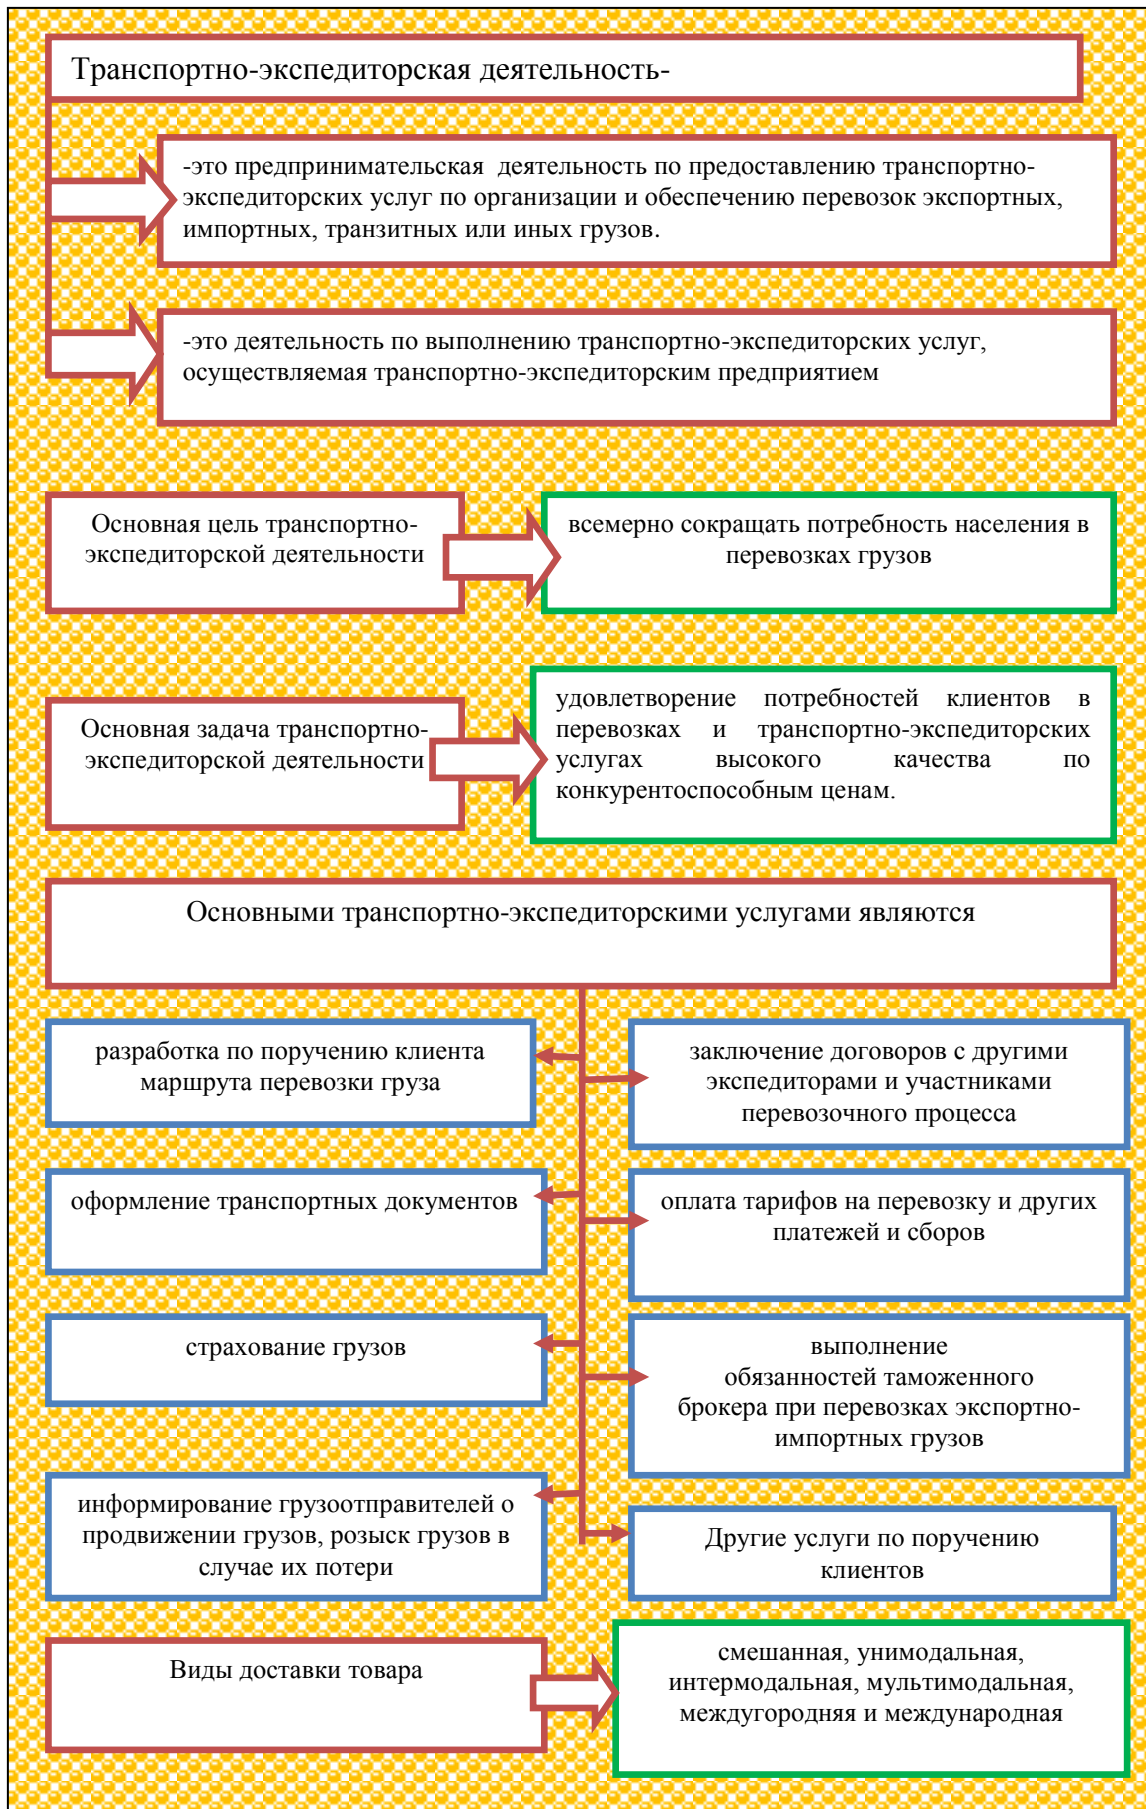 Транспортно-экспедиторская деятельность-
-это предпринимательская деятельность по предоставлению транспортно-
экспедиторских услуг по организации и обеспечению перевозок экспортных,
импортных, транзитных или иных грузов.
-это деятельность по выполнению транспортно-экспедиторских услуг,
осуществляемая транспортно-экспедиторским предприятием
Основная цель транспортно-
экспедиторской деятельности
всемерно сокращать потребность населения в
перевозках грузов
Основная задача транспортно-
экспедиторской деятельности
удовлетворение потребностей клиентов в
перевозках и транспортно-экспедиторских
услугах высокого качества по
конкурентоспособным ценам.
Основными транспортно-экспедиторскими услугами являются
разработка по поручению клиента
маршрута перевозки груза
заключение договоров с другими
экспедиторами и участниками
перевозочного процесса
оформление транспортных документов
оплата тарифов на перевозку и других
платежей и сборов
страхование грузов
выполнение
обязанностей таможенного
брокера при перевозках экспортно-
импортных грузов
информирование грузоотправителей о
продвижении грузов, розыск грузов в
случае их потери
Другие услуги по поручению
клиентов
Виды доставки товара
смешанная, унимодальная,
интермодальная, мультимодальная,
междугородняя и международная